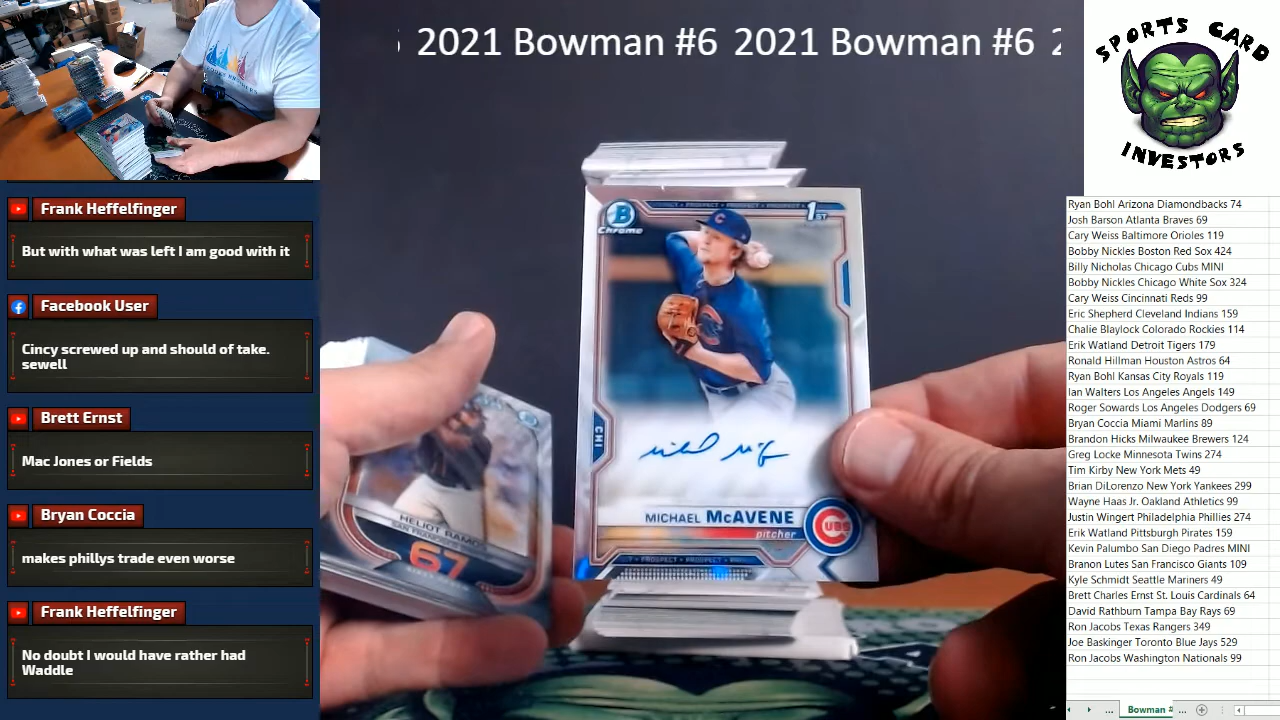 2021 Bowman #6 2021 Bowman #6 2
SPORTS CARD
INVESTORS
Frank Heffelfinger
But with what was left I am good with it
Facebook User
Cincy screwed up and should of take.
sewell
Brett Ernst
Mac Jones or Fields
Bryan Coccia
makes phillys trade even worse
Frank Heffelfinger
No doubt I would have rather had
Waddle
PROSPECT
B
Chrome
1ST
CHI
MICHAEL McAVENE
pitcher
CUBS
PROSPECT
HELIOT
67
Ryan Bohl Arizona Diamondbacks 74
Josh Barson Atlanta Braves 69
Cary Weiss Baltimore Orioles 119
Bobby Nickles Boston Red Sox 424
Billy Nicholas Chicago Cubs MINI
Bobby Nickles Chicago White Sox 324
Cary Weiss Cincinnati Reds 99
Eric Shepherd Cleveland Indians 159
Chalie Blaylock Colorado Rockies 114
Erik Watland Detroit Tigers 179
Ronald Hillman Houston Astros 64
Ryan Bohl Kansas City Royals 119
Ian Walters Los Angeles Angels 149
Roger Sowards Los Angeles Dodgers 69
Bryan Coccia Miami Marlins 89
Brandon Hicks Milwaukee Brewers 124
Greg Locke Minnesota Twins 274
Tim Kirby New York Mets 49
Brian DiLorenzo New York Yankees 299
Wayne Haas Jr. Oakland Athletics 99
Justin Wingert Philadelphia Phillies 274
Erik Watland Pittsburgh Pirates 159
Kevin Palumbo San Diego Padres MINI
Branon Lutes San Francisco Giants 109
Kyle Schmidt Seattle Mariners 49
Brett Charles Ernst St. Louis Cardinals 64
David Rathburn Tampa Bay Rays 69
Ron Jacobs Texas Rangers 349
Joe Baskinger Toronto Blue Jays 529
Ron Jacobs Washington Nationals 99
... Bowman # ...